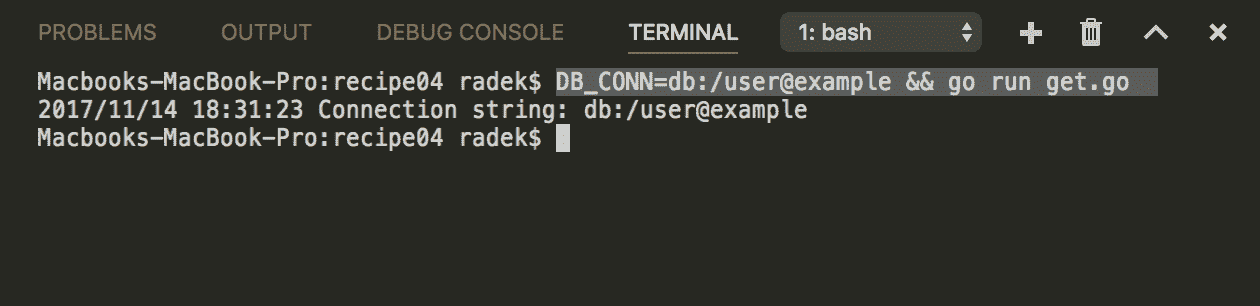 PROBLEMS OUTPUT DEBUG CONSOLE TERMINAL 1: bash
Macbooks-MacBook-Pro:recipe04 radek$ DB_CONN=db:/user@example && go run get.go
2017/11/14 18:31:23 Connection string: db:/user@example
Macbooks-MacBook-Pro:recipe04 radek$